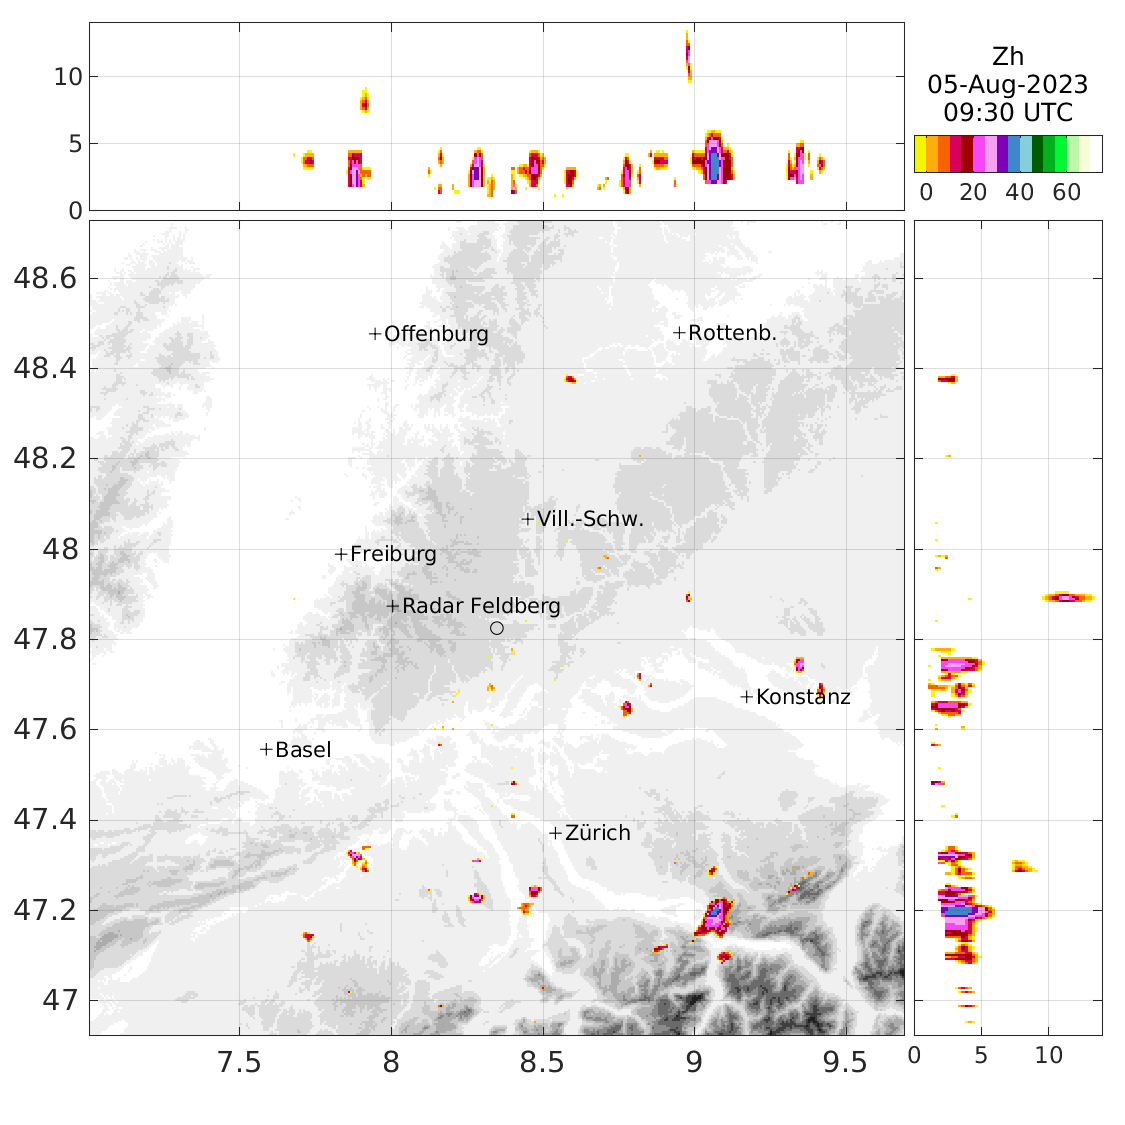 Zh
05-Aug-2023
09:30 UTC
0 20 40 60
10
5
0
48.6
48.4
48.2
48
47.8
47.6
47.4
47.2
47
+Offenburg
+Rottenb.
+Vill.-Schw.
+Freiburg
+Radar Feldberg
+Konstanz
+Basel
+Zürich
7.5 8 8.5 9 9.5
0 5 10